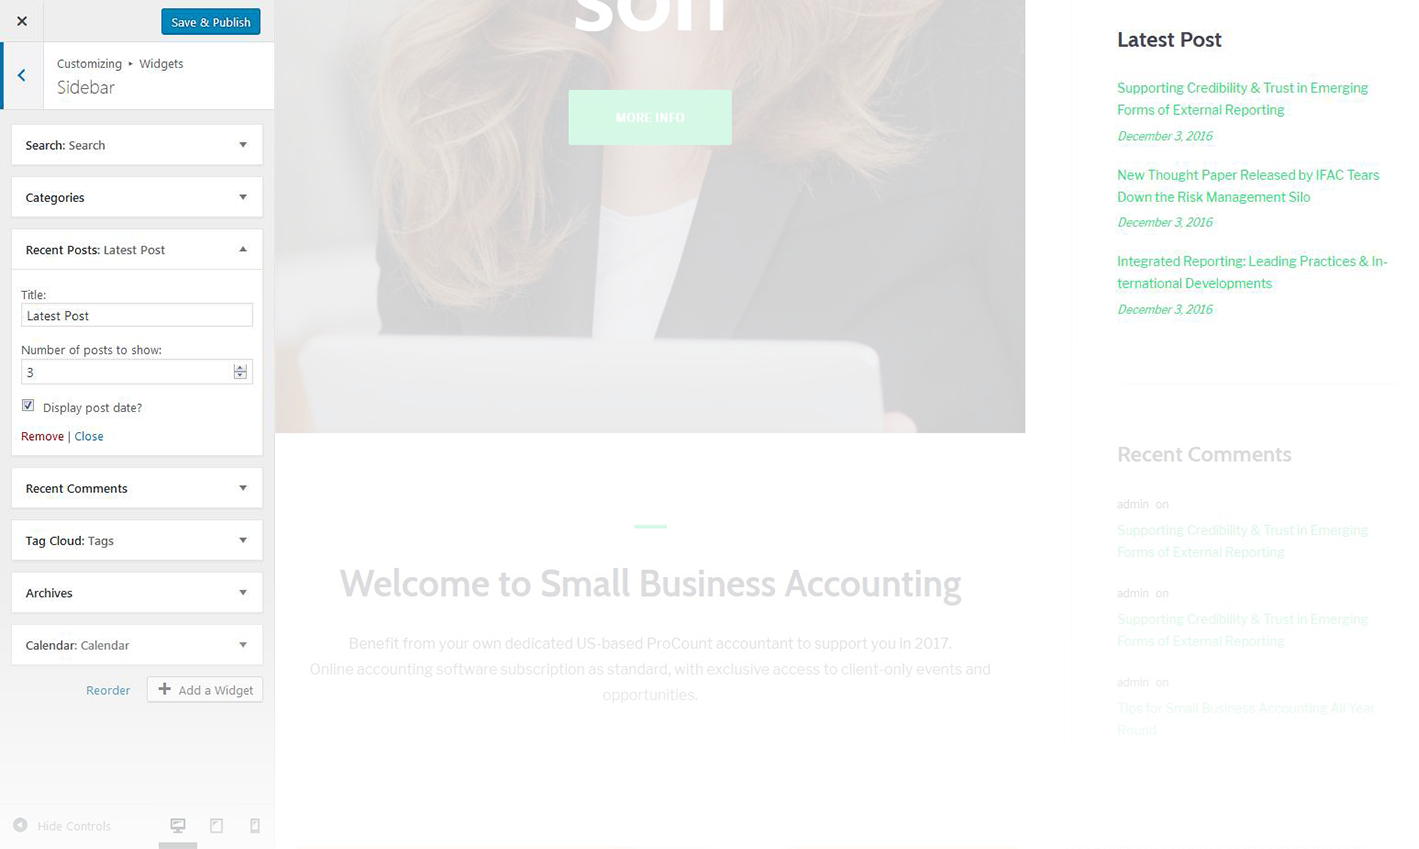 Save & Publish
Customizing ▸ Widgets
Sidebar
Search: Search
Categories
Recent Posts: Latest Post
Title:
Latest Post
Number of posts to show:
3
Display post date?
Remove | Close
Recent Comments
Tag Cloud: Tags
Archives
Calendar: Calendar
Reorder
Add a Widget
Hide Controls
son
MORE INFO
Welcome to Small Business Accounting
Benefit from your own dedicated US-based ProCount accountant to support you in 2017.
Online accounting software subscription as standard, with exclusive access to client-only events and
opportunities.
Latest Post
Supporting Credibility & Trust in Emerging
Forms of External Reporting
December 3, 2016
New Thought Paper Released by IFAC Tears
Down the Risk Management Silo
December 3, 2016
Integrated Reporting: Leading Practices & In-
ternational Developments
December 3, 2016
Recent Comments
admin on
Supporting Credibility & Trust in Emerging
Forms of External Reporting
admin on
Supporting Credibility & Trust in Emerging
Forms of External Reporting
admin on
Tips for Small Business Accounting All Year
Round